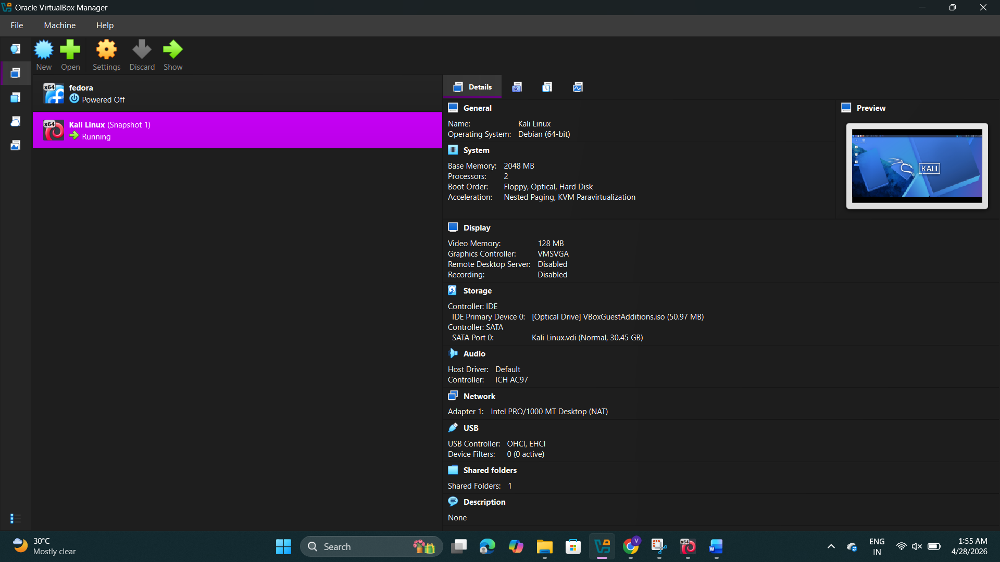 Oracle VirtualBox Manager
File Machine Help
New Open Settings Discard Show
x64
fedora
Powered Off
x64
Kali Linux (Snapshot 1)
Running
Details
General
Name: Kali Linux
Operating System: Debian (64-bit)
Preview
KALI
System
Base Memory: 2048 MB
Processors: 2
Boot Order: Floppy, Optical, Hard Disk
Acceleration: Nested Paging, KVM Paravirtualization
Display
Video Memory: 128 MB
Graphics Controller: VMSVGA
Remote Desktop Server: Disabled
Recording: Disabled
Storage
Controller: IDE
IDE Primary Device 0: [Optical Drive] VBoxGuestAdditions.iso (50.97 MB)
Controller: SATA
SATA Port 0: Kali Linux.vdi (Normal, 30.45 GB)
Audio
Host Driver: Default
Controller: ICH AC97
Network
Adapter 1: Intel PRO/1000 MT Desktop (NAT)
USB
USB Controller: OHCI, EHCI
Device Filters: 0 (0 active)
Shared folders
Shared Folders: 1
Description
None
30°C
Mostly clear
Search
V
x64
W
ENG
IN
1:55 AM
4/28/2026